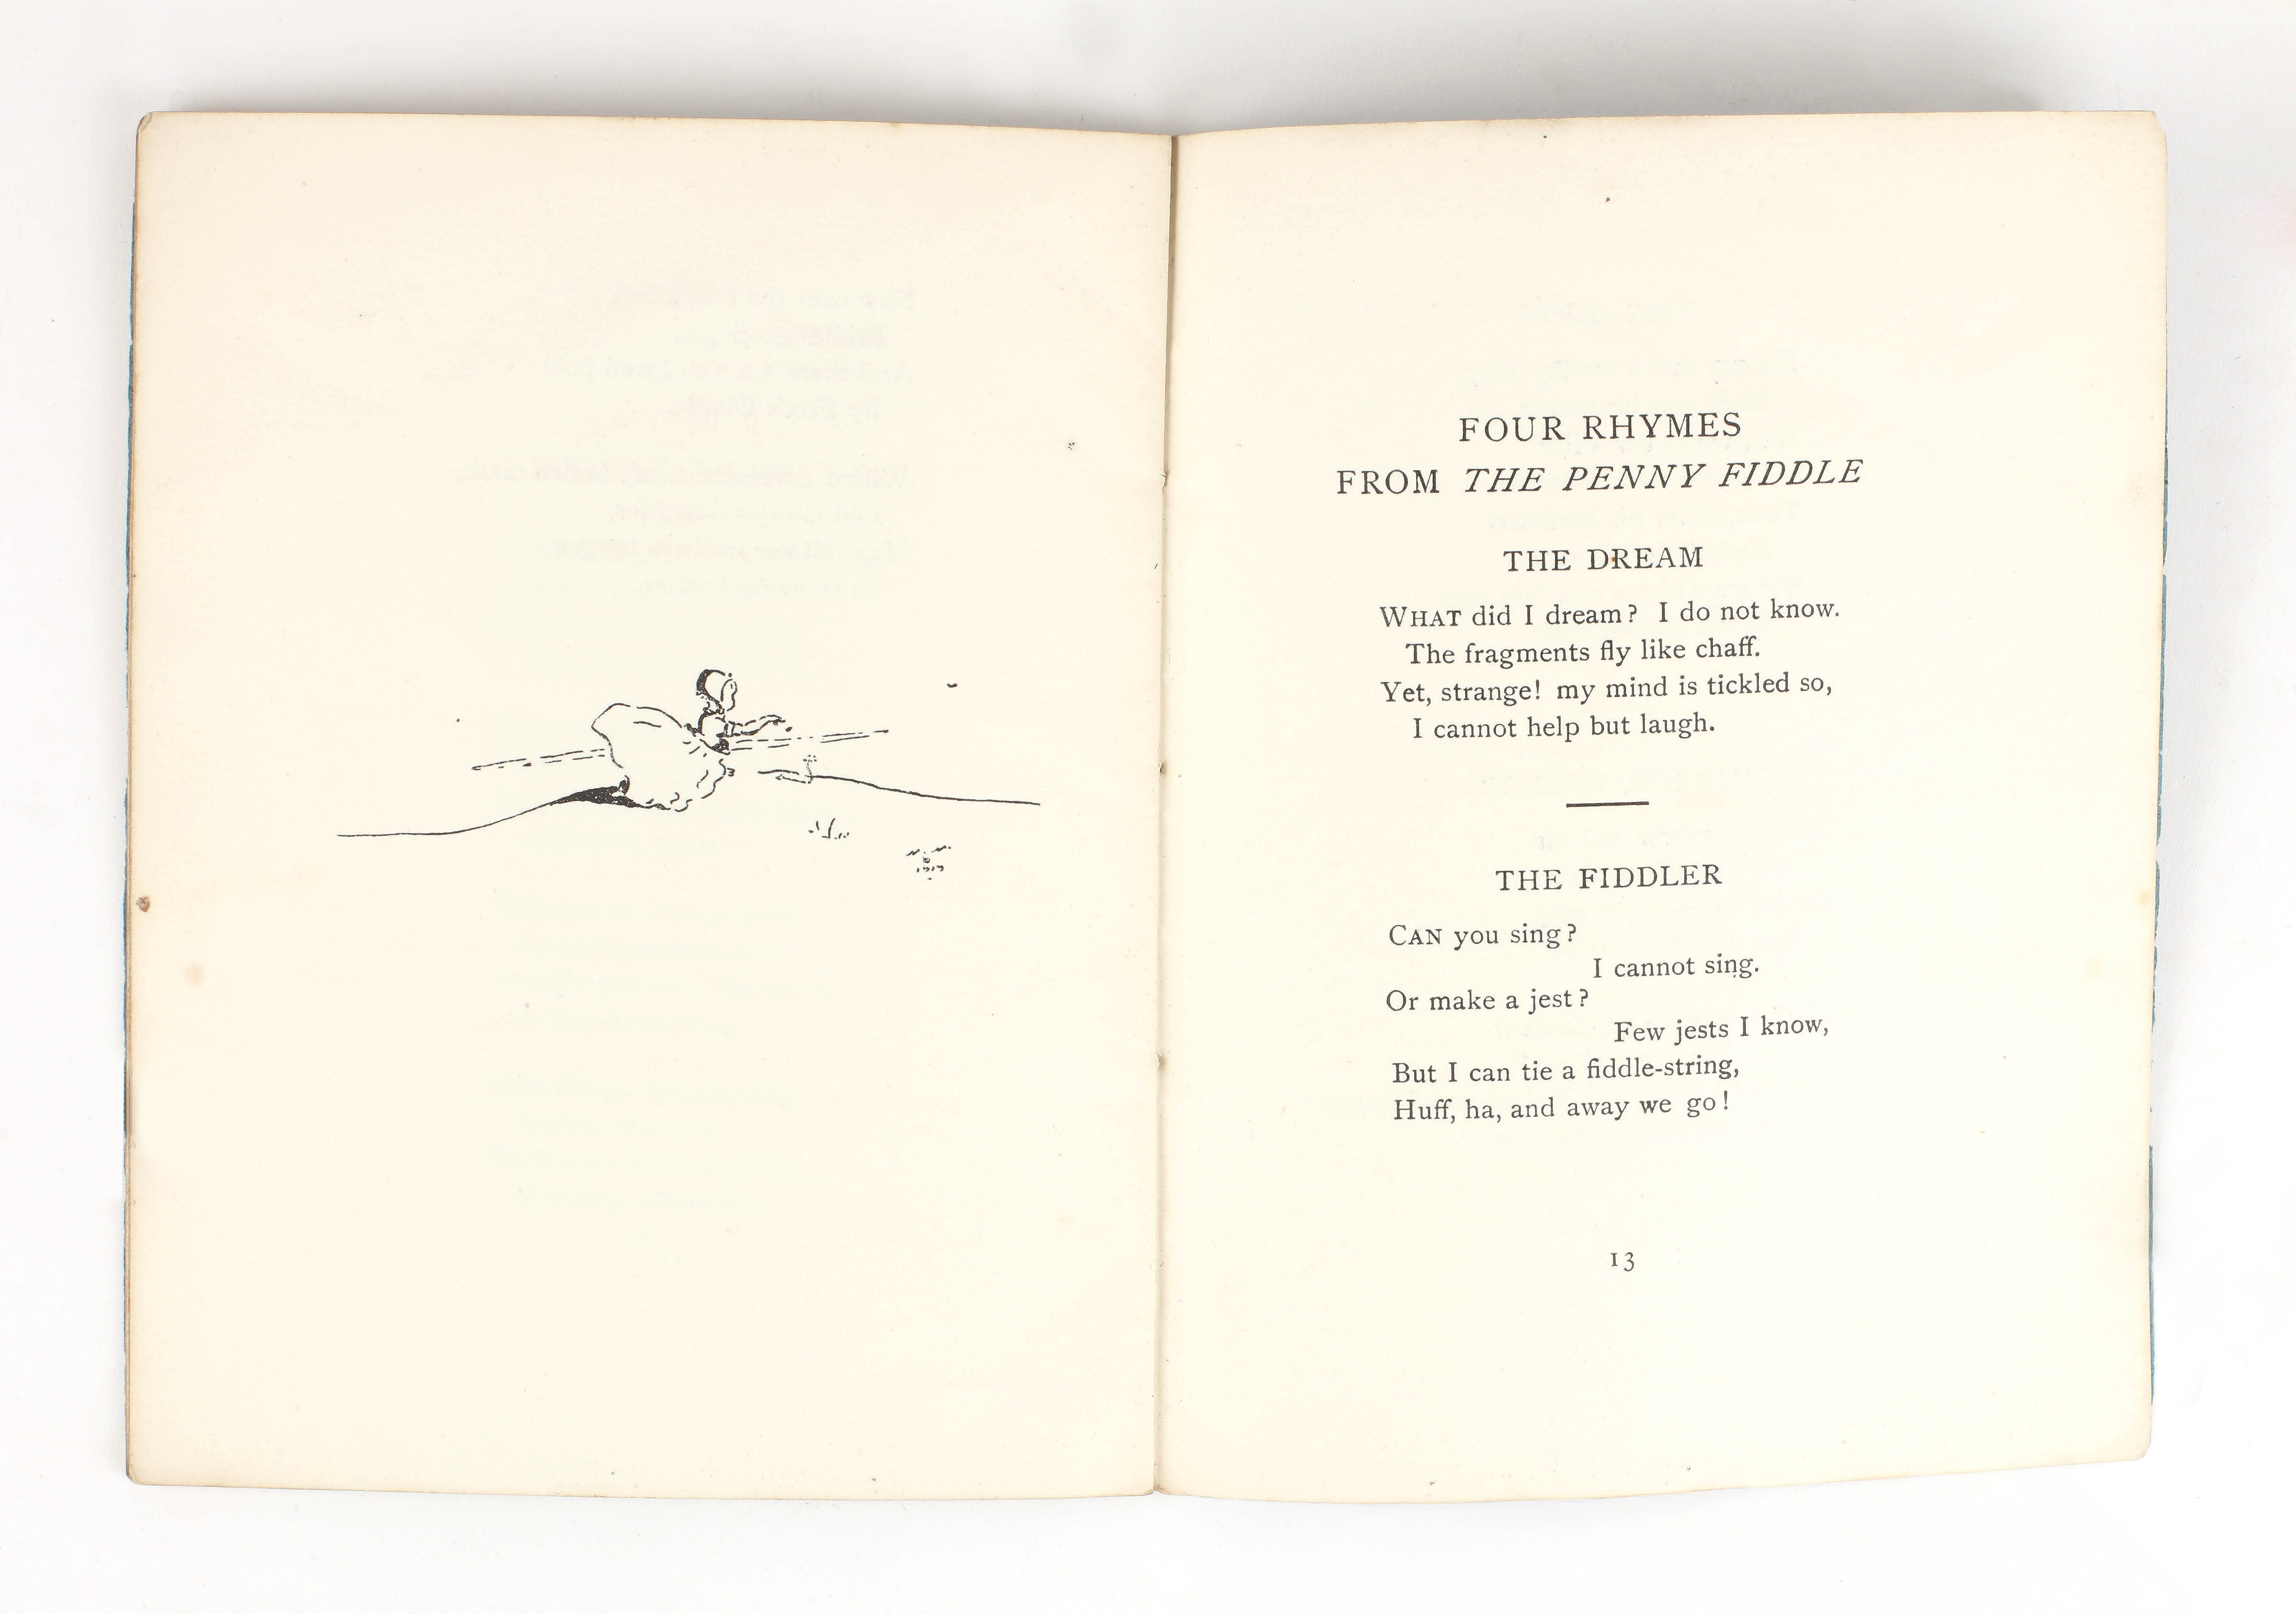 FOUR RHYMES
FROM THE PENNY FIDDLE
THE DREAM
WHAT did I dream? I do not know.
The fragments fly like chaff.
Yet, strange! my mind is tickled so,
I cannot help but laugh.
THE FIDDLER
CAN you sing?
I cannot sing.
Or make a jest?
Few jests I know,
But I can tie a fiddle-string,
Huff, ha, and away we go!
13